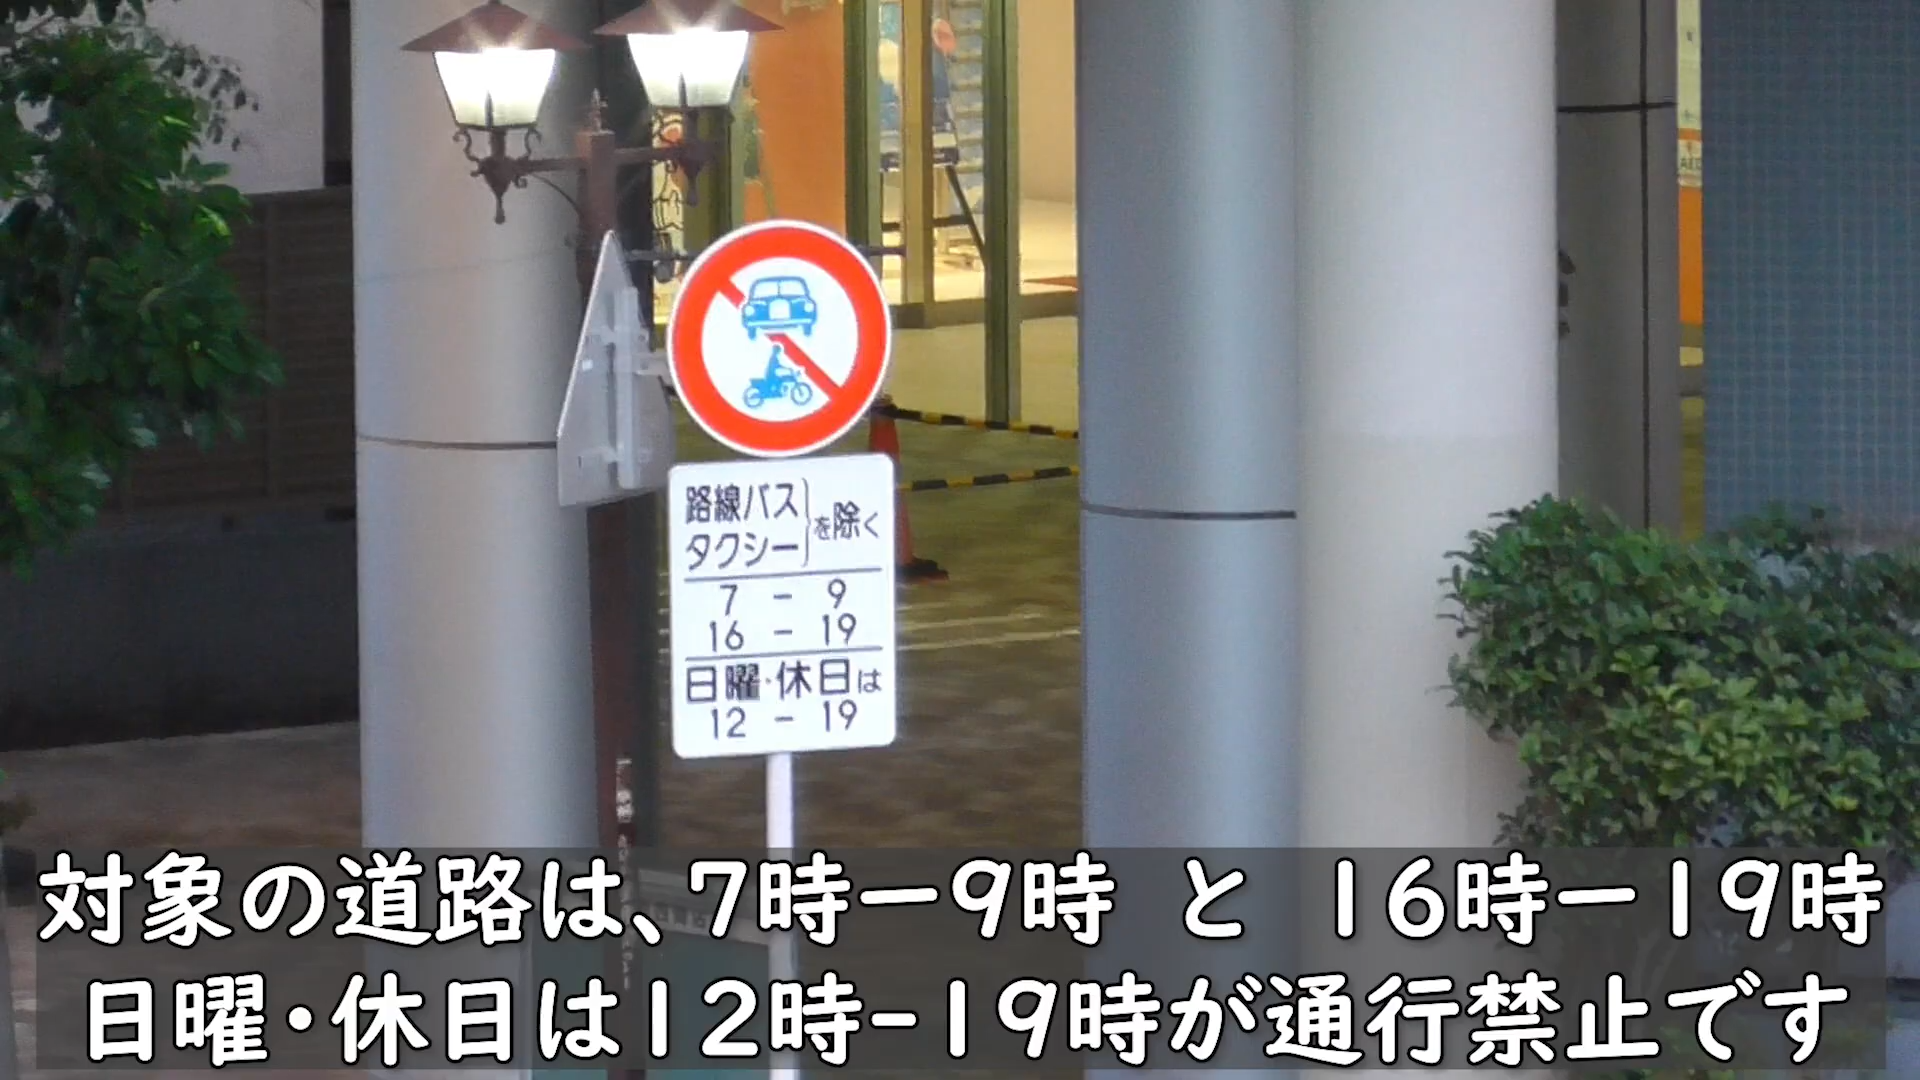 路線バス
タクシー
を除く
7 - 9
16 - 19
日曜・休日は
12 - 19
対象の道路は、7時ー9時 と 16時ー19時
日曜・休日は12時-19時が通行禁止です